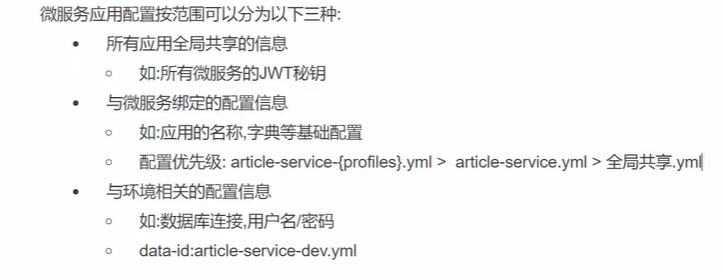 微服务应用配置按范围可以分为以下三种:
所有应用全局共享的信息
如:所有微服务的JWT秘钥
与微服务绑定的配置信息
如:应用的名称,字典等基础配置
配置优先级: article-service-{profiles}.yml > article-service.yml > 全局共享.yml
与环境相关的配置信息
如:数据库连接,用户名/密码
data-id:article-service-dev.yml